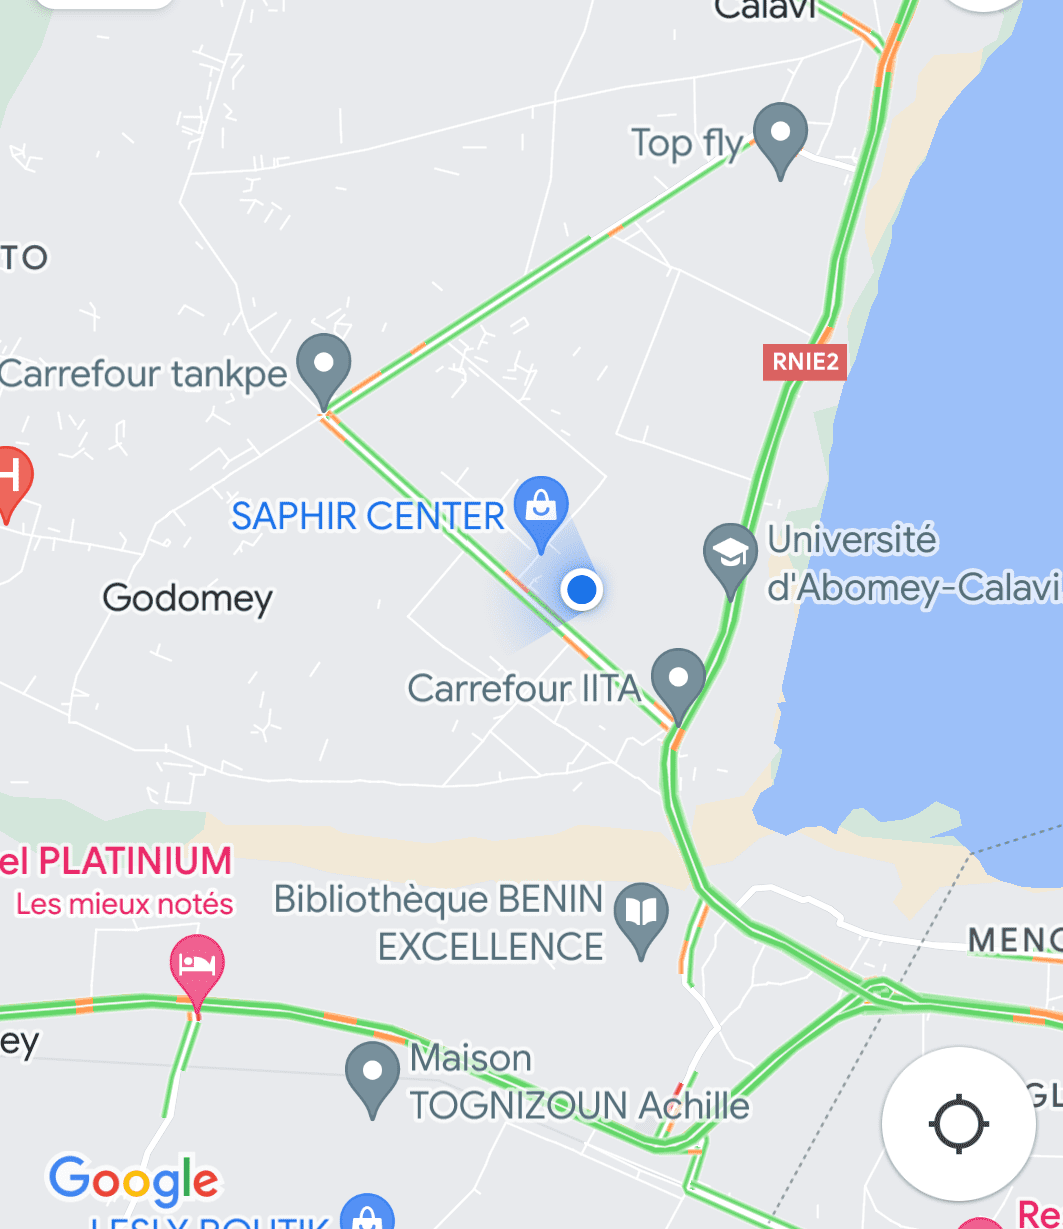 Calavi
Top fly
TO
RNIE2
Carrefour tankpe
H
SAPHIR CENTER
Université
d'Abomey-Calavi
Godomey
Carrefour IITA
el PLATINIUM
Les mieux notés
Bibliothèque BENIN
EXCELLENCE
MENO
ey
Maison
TOGNIZOUN Achille
GL
Google
LESLY BOUTIK
Re